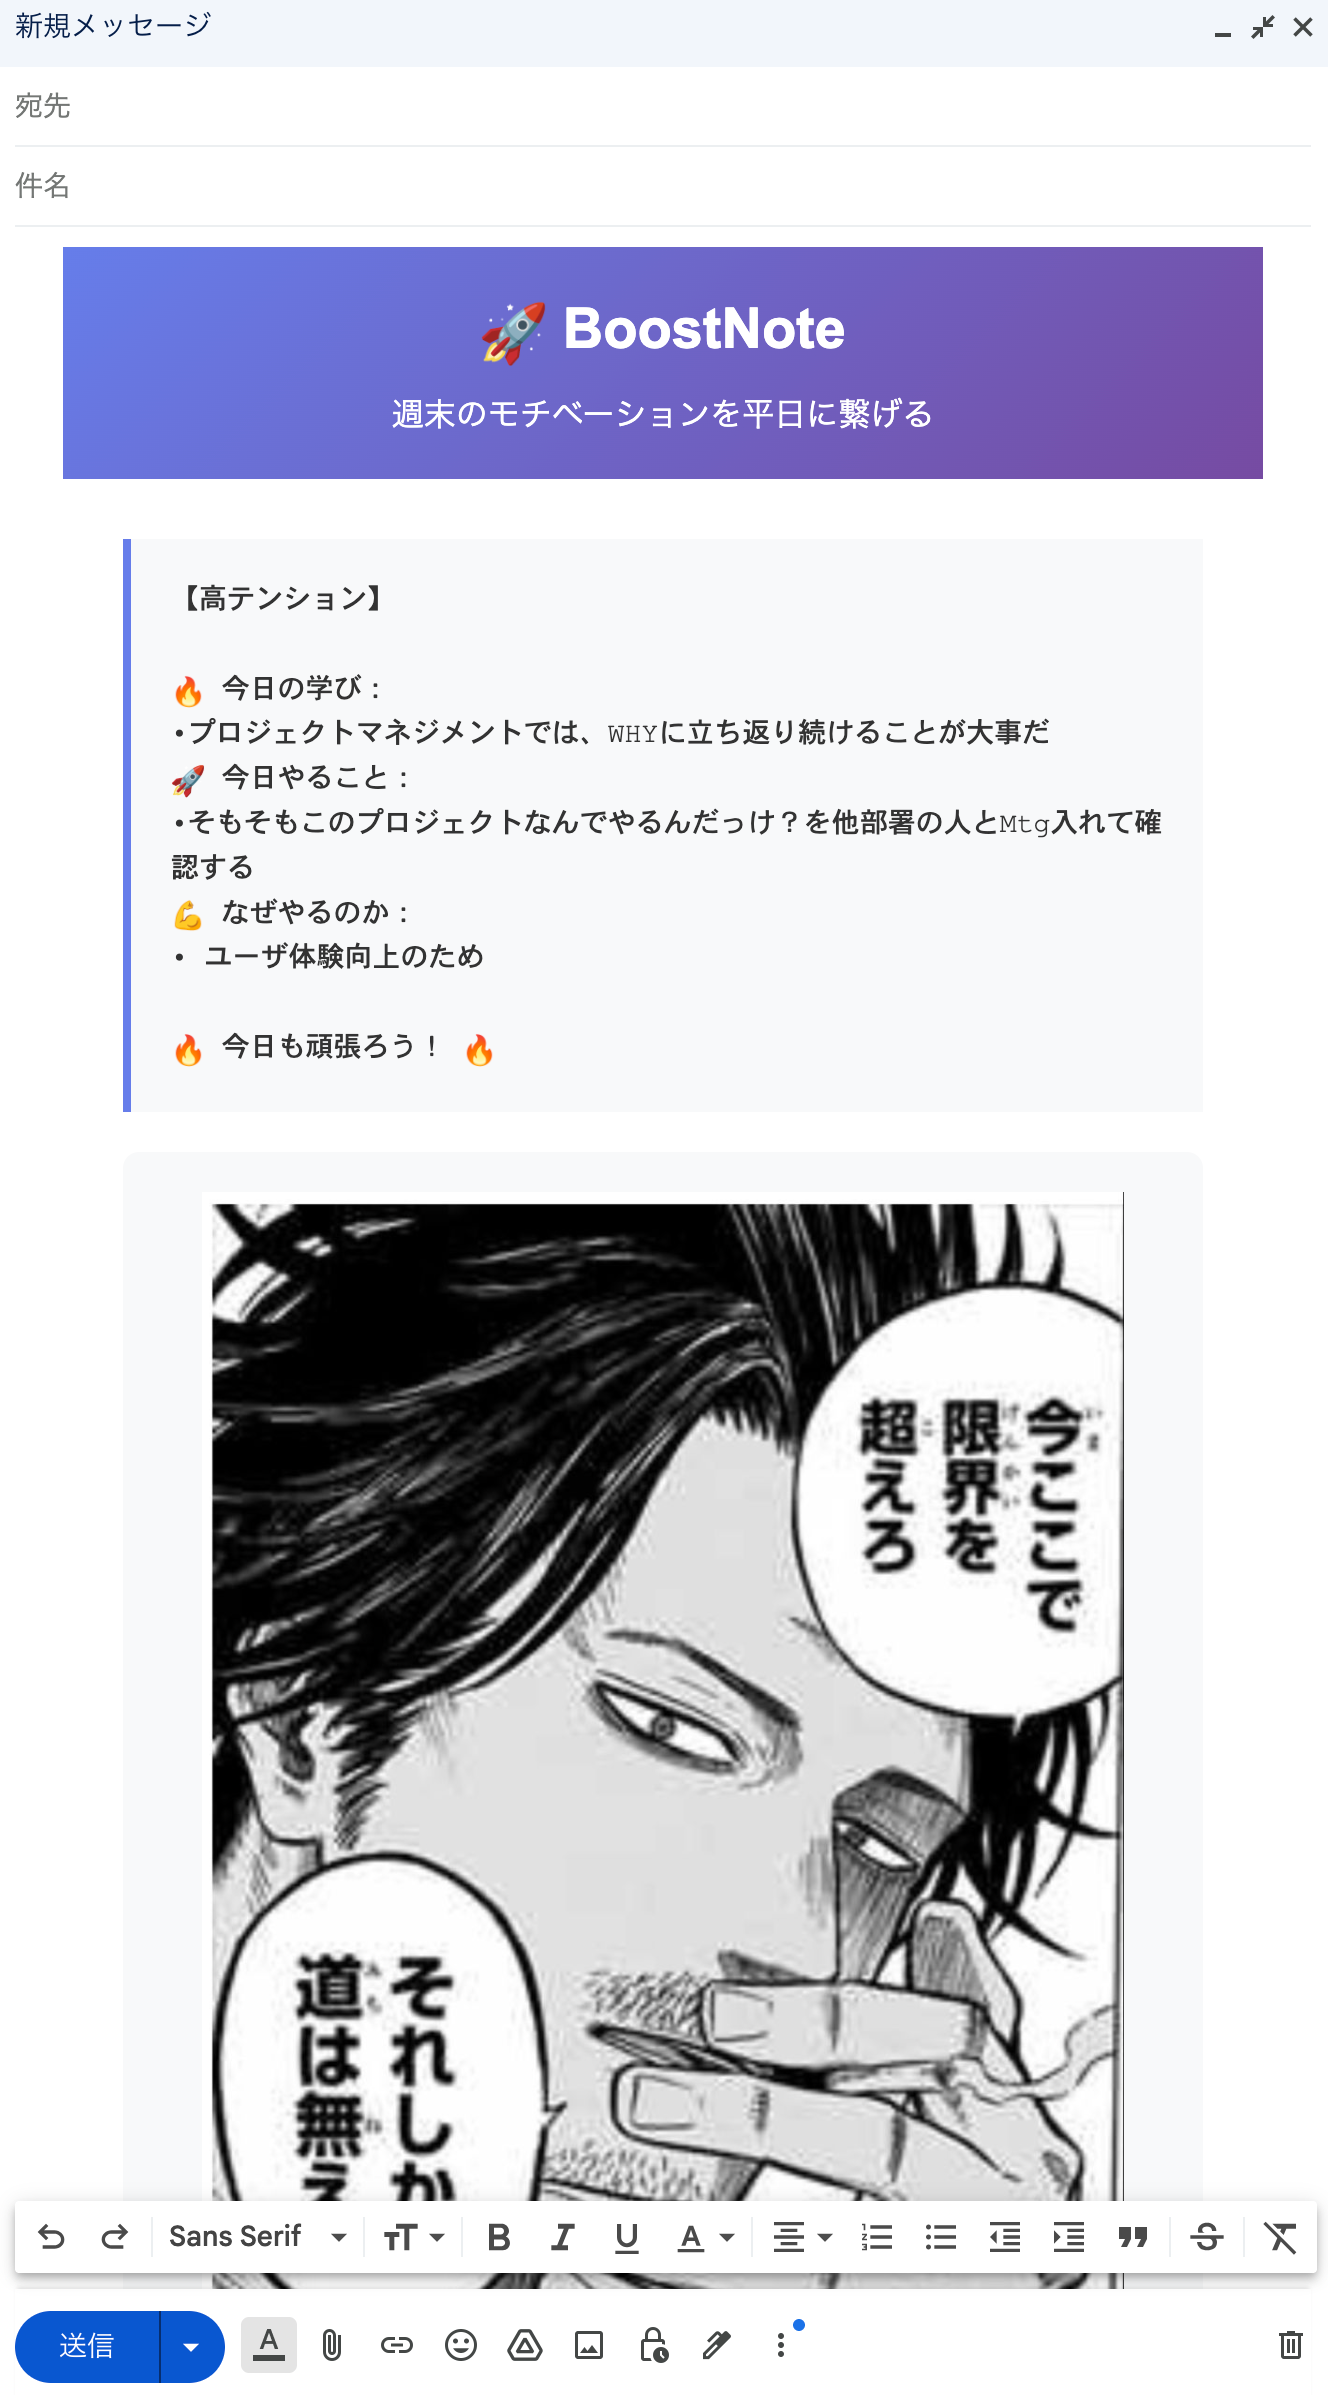 新規メッセージ
宛先
件名
🚀 BoostNote
週末のモチベーションを平日に繋げる
【高テンション】
🔥 今日の学び：
•プロジェクトマネジメントでは、WHYに立ち返り続けることが大事だ
🚀 今日やること：
•そもそもこのプロジェクトなんでやるんだっけ？を他部署の人とMtg入れて確
認する
💪 なぜやるのか：
• ユーザ体験向上のため
🔥 今日も頑張ろう！ 🔥
今ここで
限界を
超えろ
それしか
道は無え
Sans Serif
送信